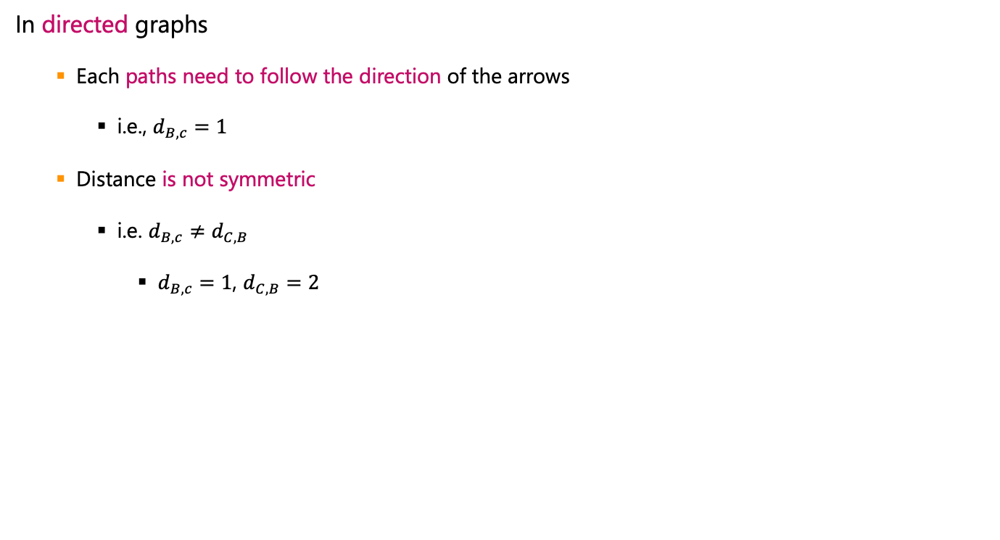 In directed graphs
▪ Each paths need to follow the direction of the arrows
▪ i.e., d_{B,c} = 1
▪ Distance is not symmetric
▪ i.e. d_{B,c} ≠ d_{C,B}
▪ d_{B,c} = 1, d_{C,B} = 2